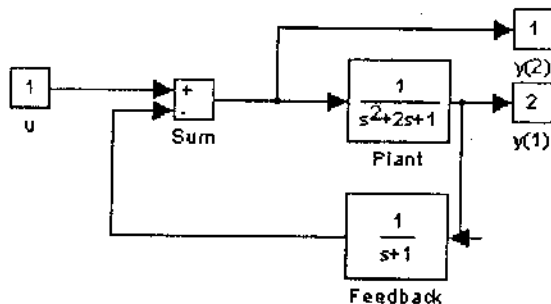 1
y(2)
1
u
+
-
Sum
1
s²+2s+1
Plant
2
y(1)
1
s+1
Feedback